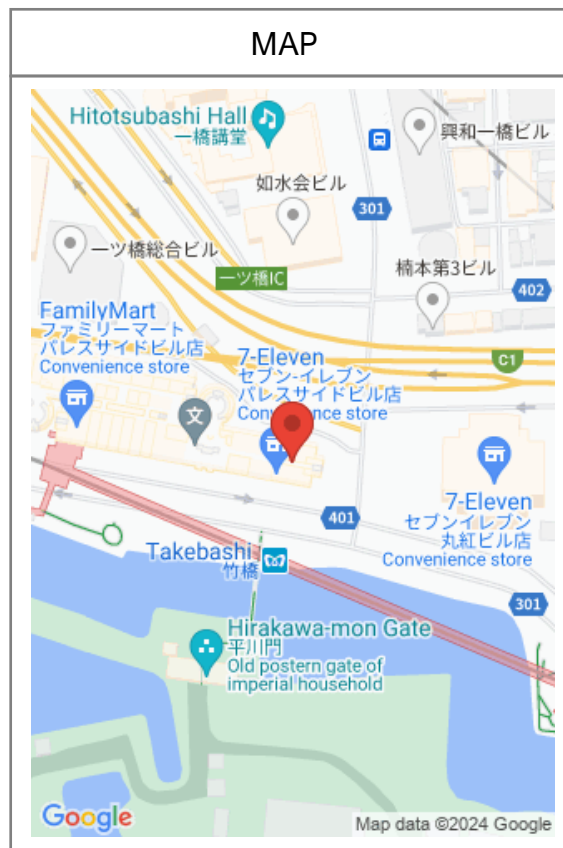 MAP
Hitotsubashi Hall
一橋講堂
興和一橋ビル
如水会ビル
301
一ツ橋総合ビル
一ツ橋IC
楠本第3ビル
402
FamilyMart
ファミリーマート
パレスサイドビル店
Convenience store
7-Eleven
セブン-イレブン
パレスサイドビル店
Convenience store
C1
文
401
7-Eleven
セブンイレブン
丸紅ビル店
Convenience store
Takebashi
竹橋
301
Hirakawa-mon Gate
平川門
Old postern gate of
imperial household
Google
Map data ©2024 Google